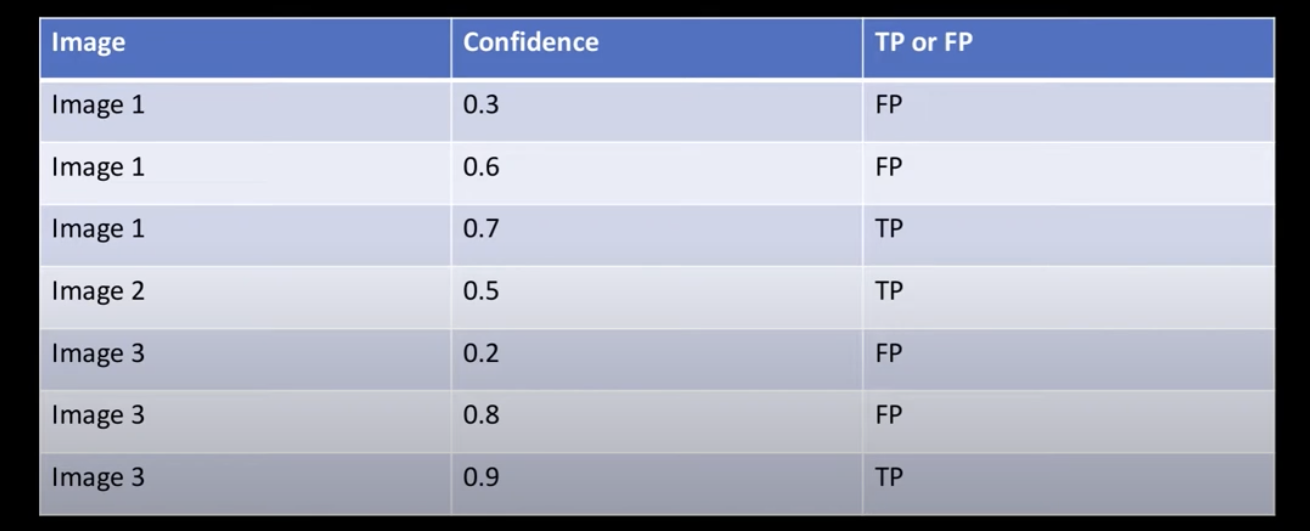 Image Confidence TP or FP
Image 1 0.3 FP
Image 1 0.6 FP
Image 1 0.7 TP
Image 2 0.5 TP
Image 3 0.2 FP
Image 3 0.8 FP
Image 3 0.9 TP